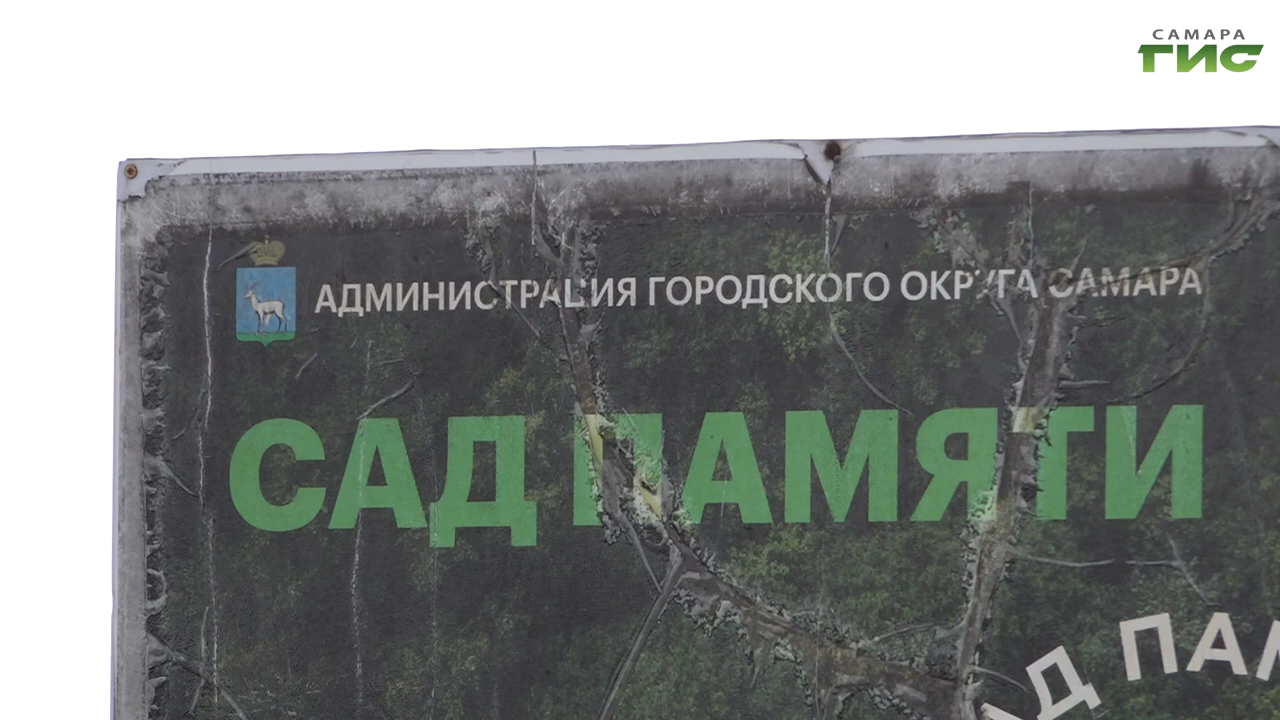 САМАРА
ГИС
АДМИНИСТРАЦИЯ ГОРОДСКОГО ОКРУГА САМАРА
САД ПАМЯТИ